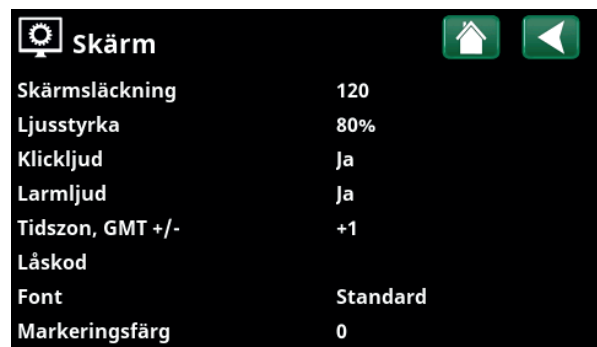 Skärm
Skärmsläckning 120
Ljusstyrka 80%
Klickljud Ja
Larmljud Ja
Tidszon, GMT +/- +1
Låskod
Font Standard
Markeringsfärg 0